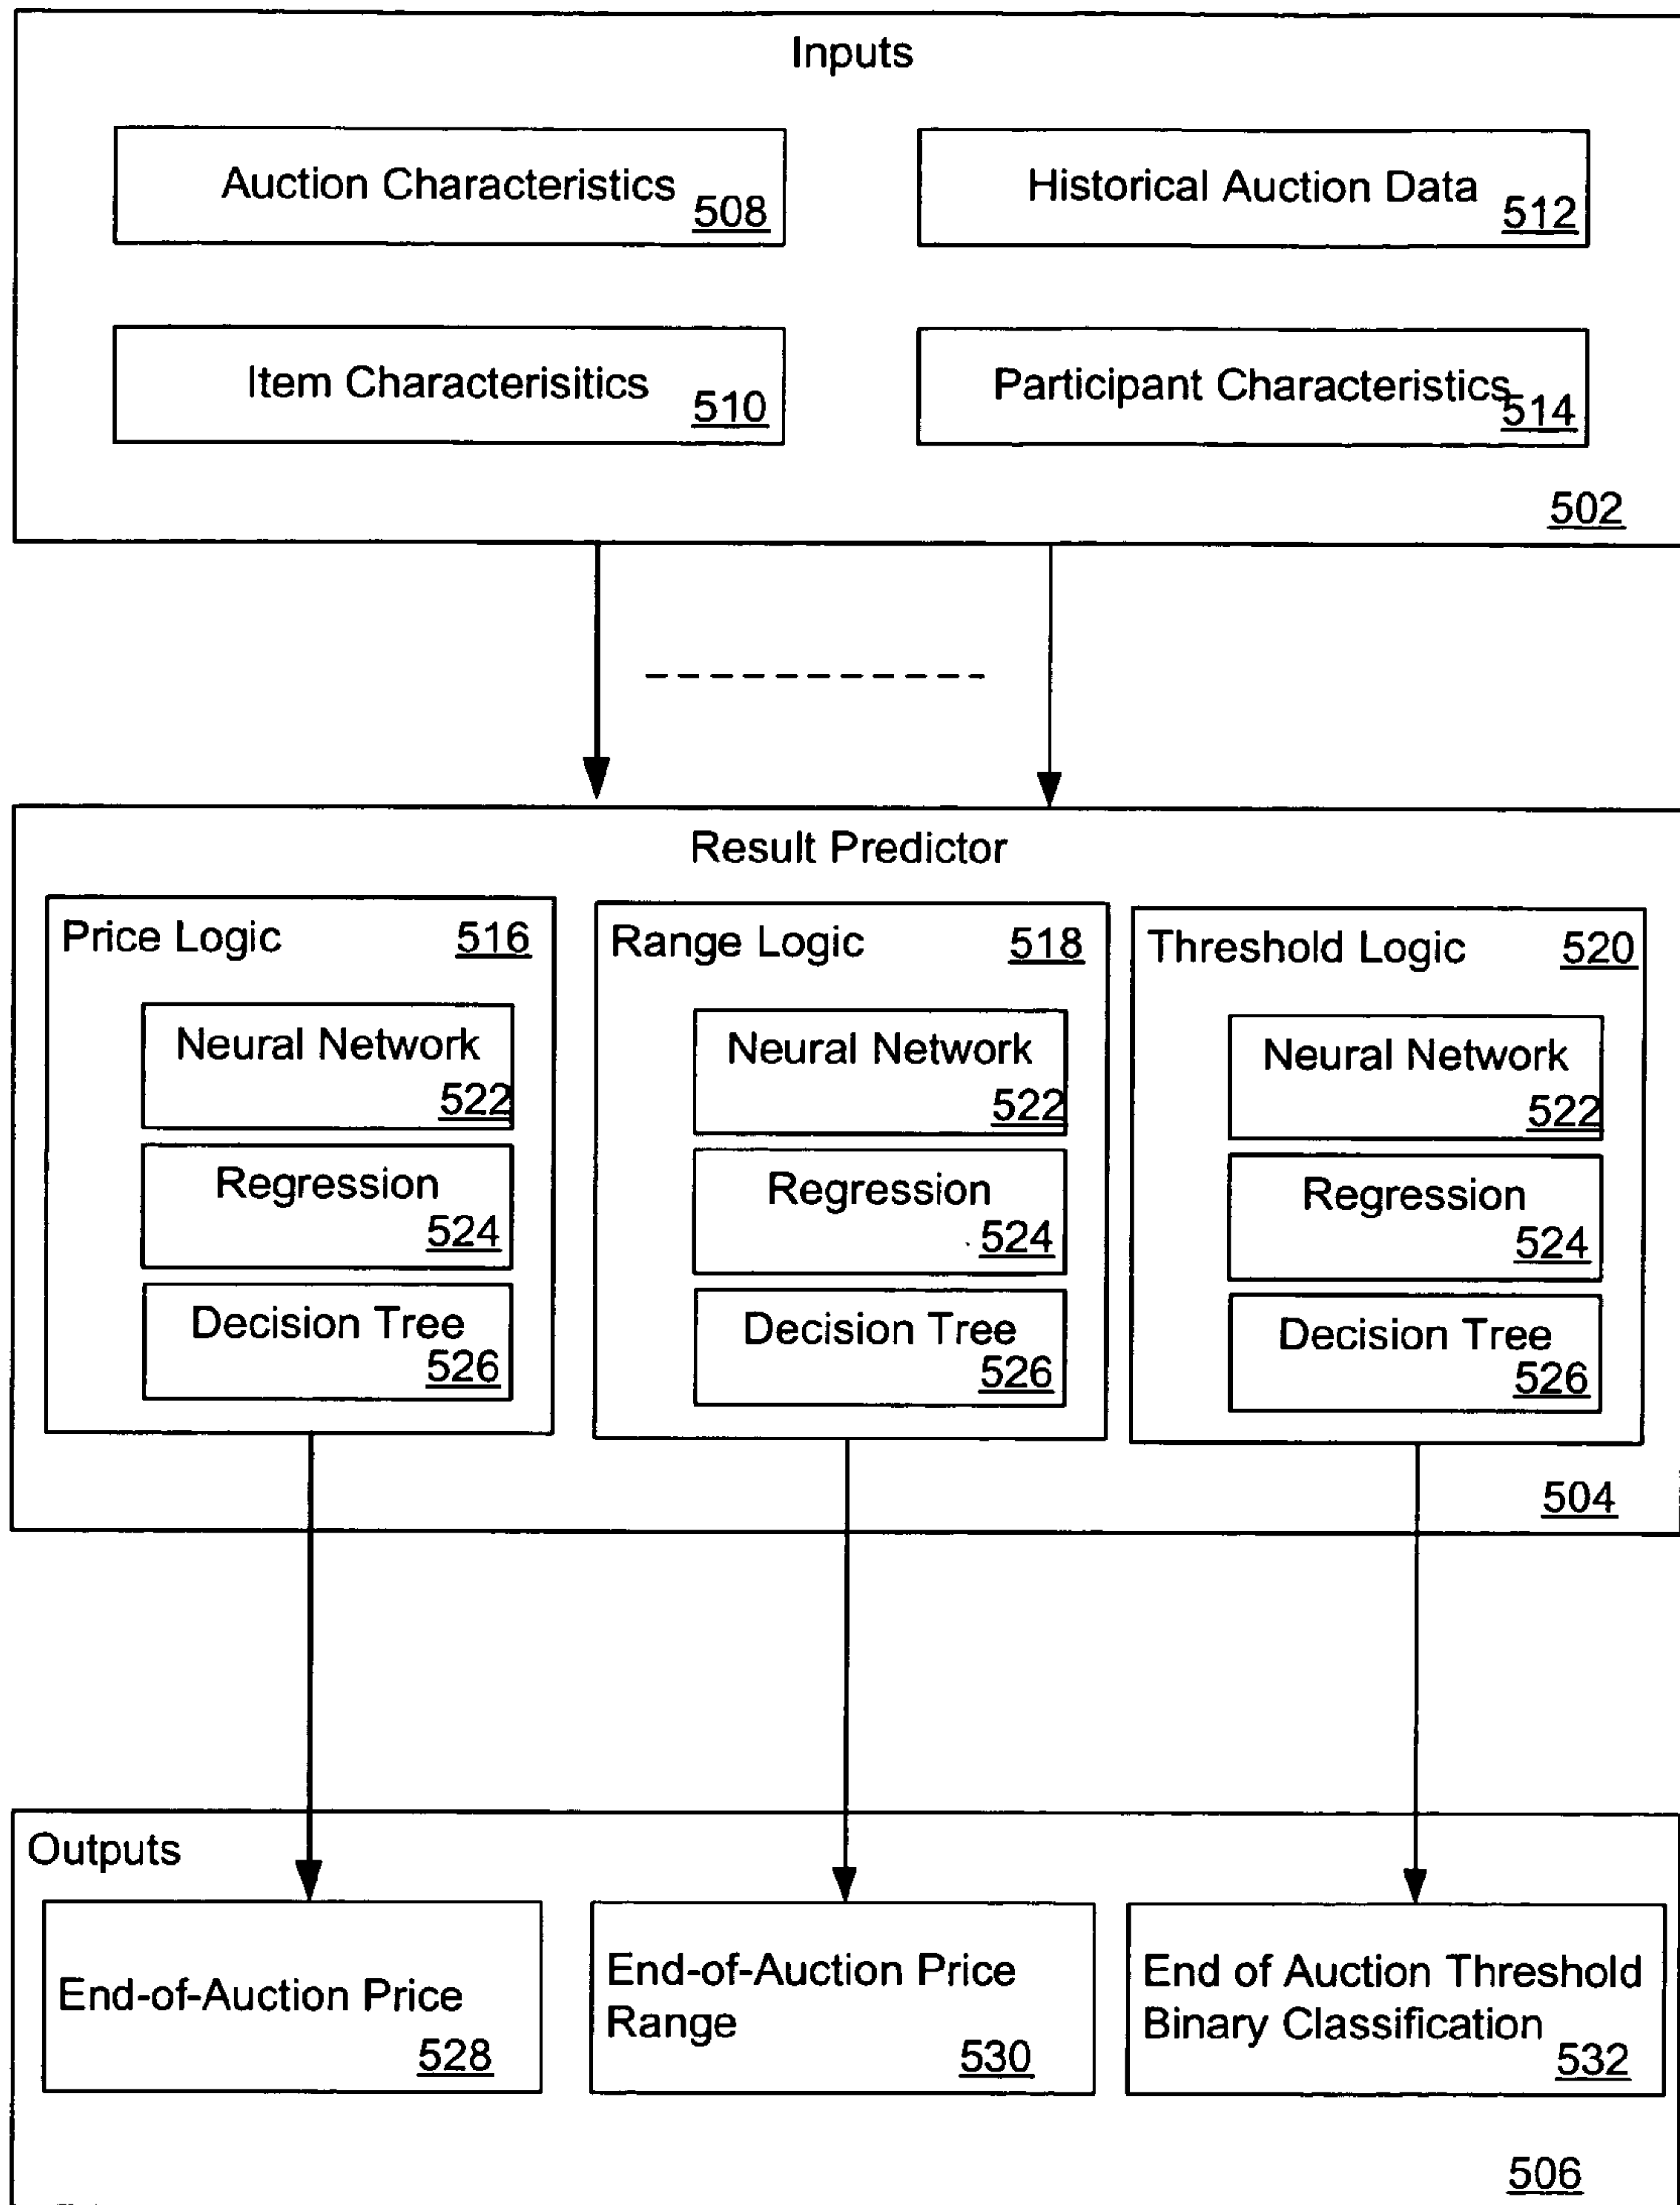 Inputs
Auction Characteristics
508
Historical Auction Data
512
Item Characterisitics
510
Participant Characteristics
514
502
Result Predictor
Price Logic 516
Neural Network
522
Regression
524
Decision Tree
526
Range Logic 518
Neural Network
522
Regression
524
Decision Tree
526
Threshold Logic 520
Neural Network
522
Regression
524
Decision Tree
526
504
Outputs
End-of-Auction Price
528
End-of-Auction Price
Range
530
End of Auction Threshold
Binary Classification
532
506